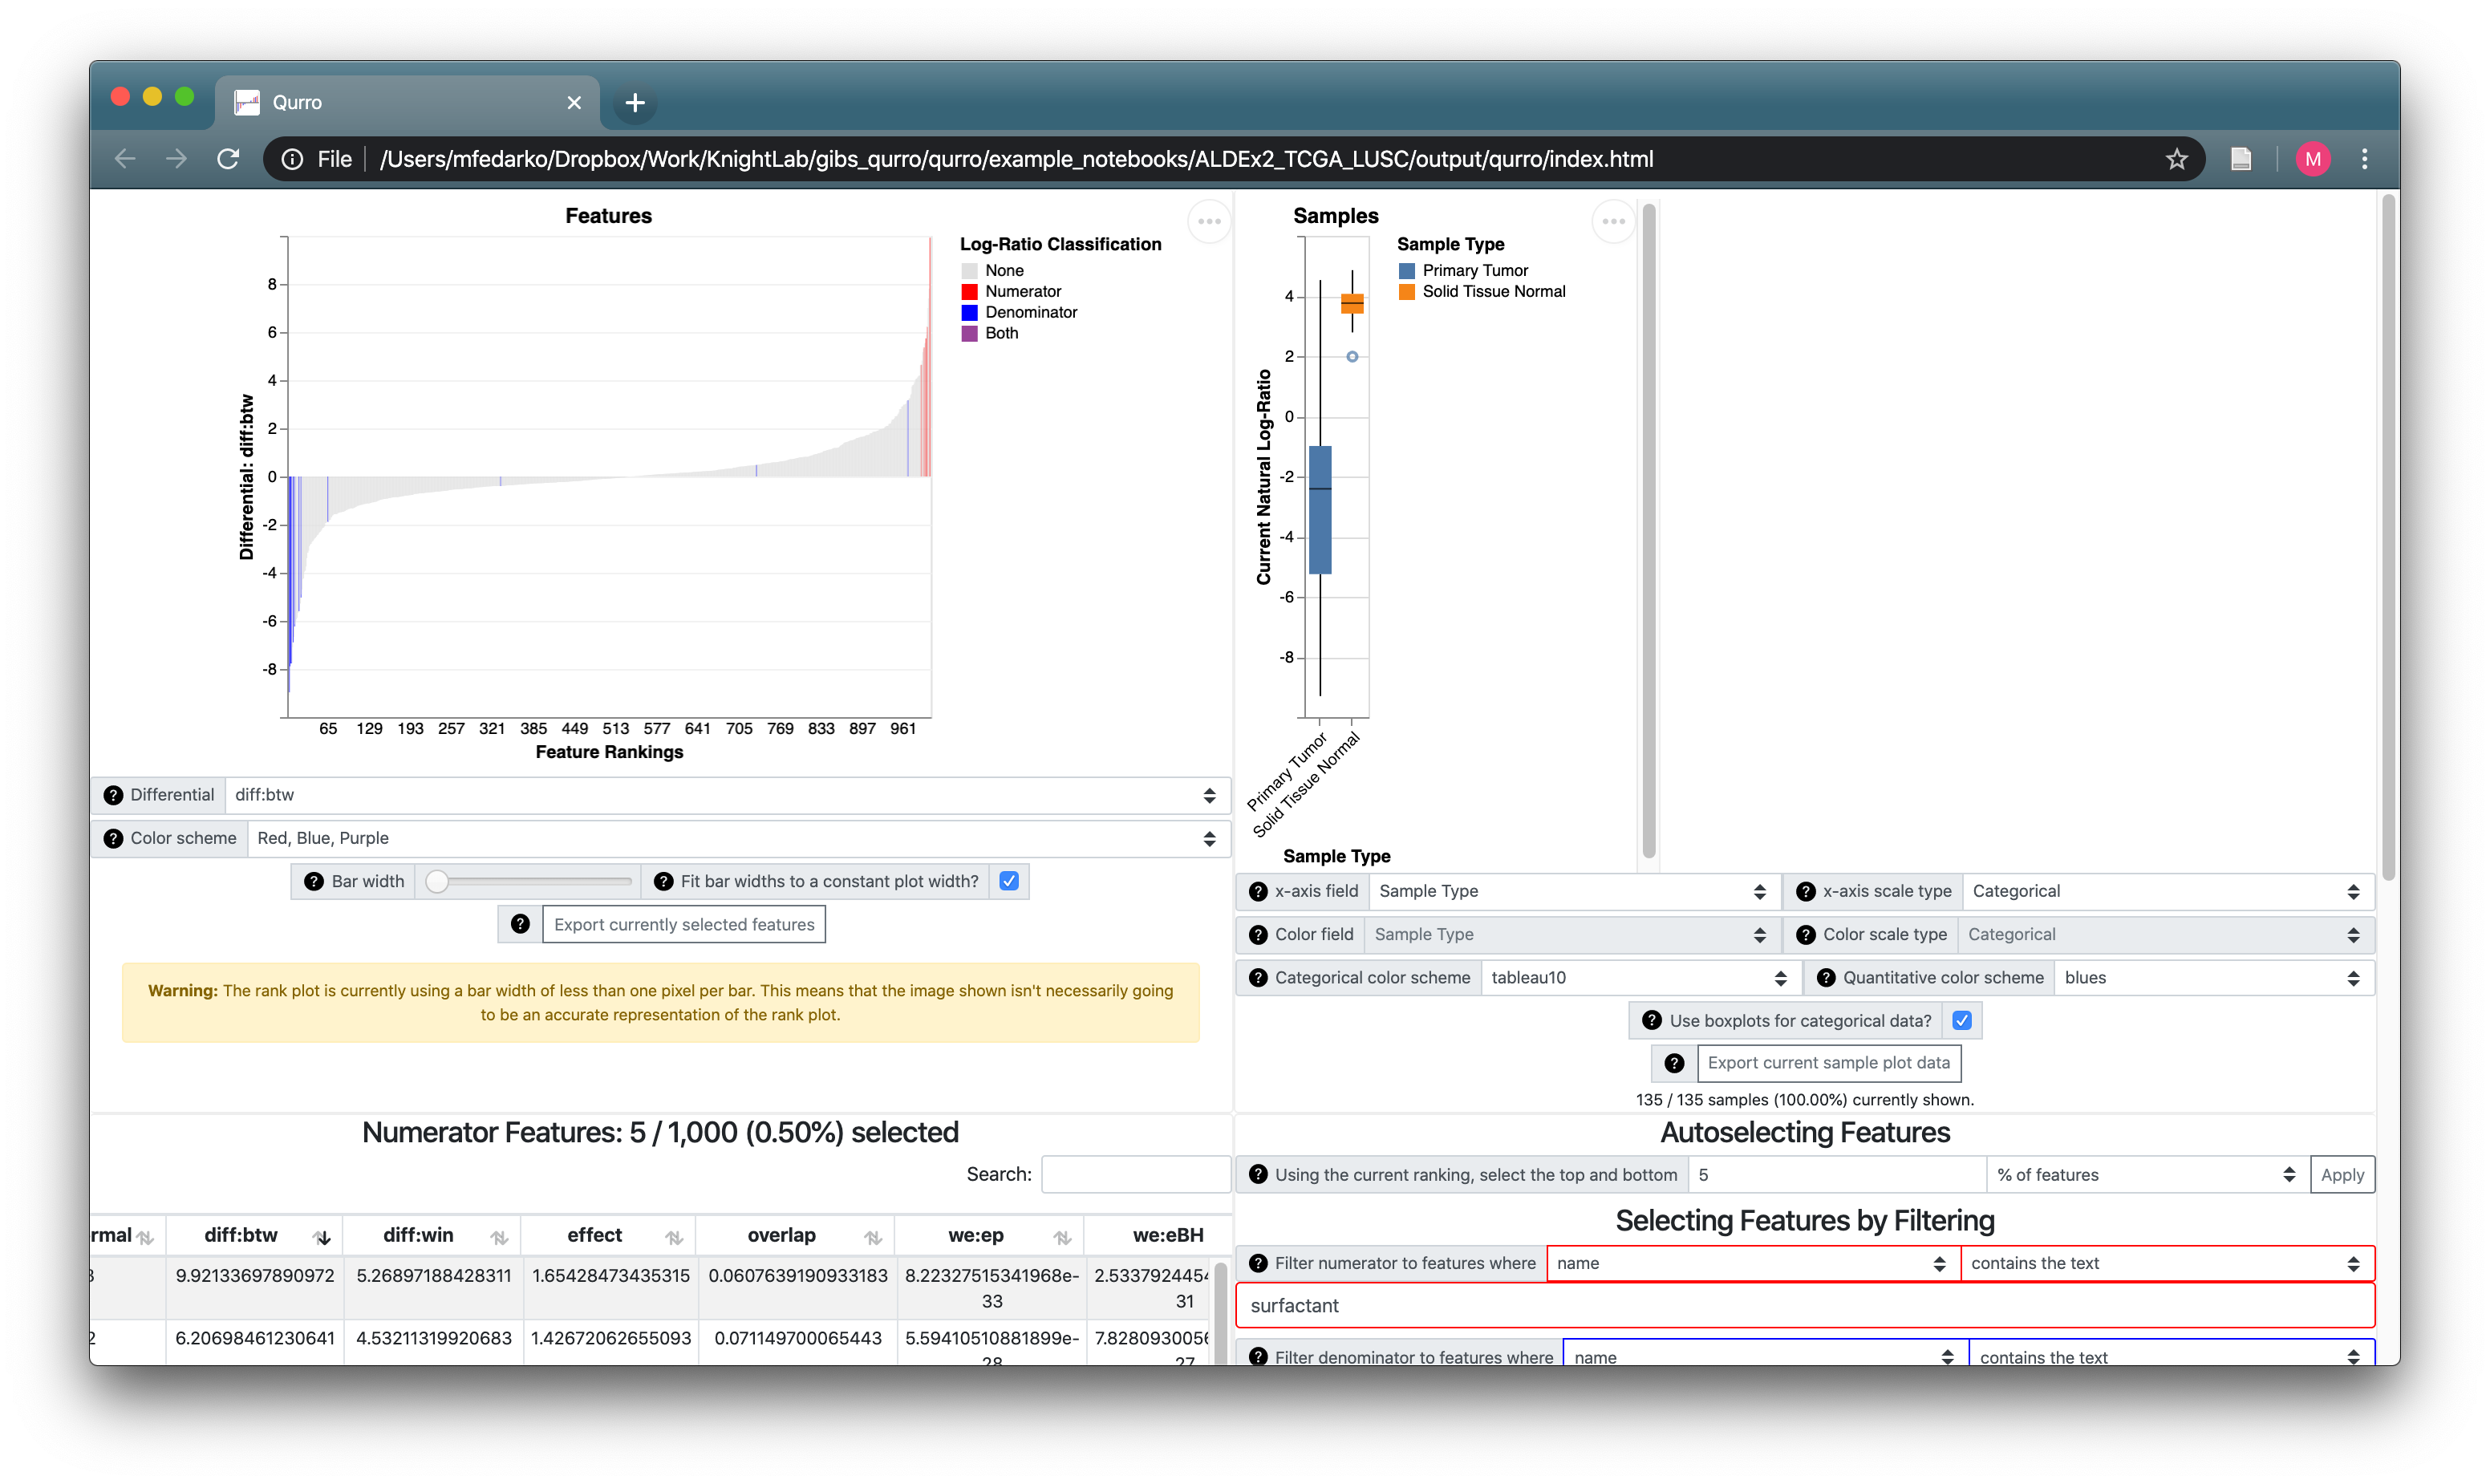 Qurro
File /Users/mfedarko/Dropbox/Work/KnightLab/gibs_qurro/qurro/example_notebooks/ALDEx2_TCGA_LUSC/output/qurro/index.html
M
Features
8
6
4
2
0
-2
-4
-6
-8
Differential: diff:btw
65 129 193 257 321 385 449 513 577 641 705 769 833 897 961
Feature Rankings
Log-Ratio Classification
None
Numerator
Denominator
Both
Differential diff:btw
Color scheme Red, Blue, Purple
Bar width Fit bar widths to a constant plot width?
Export currently selected features
Warning: The rank plot is currently using a bar width of less than one pixel per bar. This means that the image shown isn't necessarily going
to be an accurate representation of the rank plot.
Samples
4
2
0
-2
-4
-6
-8
Current Natural Log-Ratio
Primary Tumor
Solid Tissue Normal
Sample Type
Sample Type
Primary Tumor
Solid Tissue Normal
x-axis field Sample Type x-axis scale type Categorical
Color field Sample Type Color scale type Categorical
Categorical color scheme tableau10 Quantitative color scheme blues
Use boxplots for categorical data?
Export current sample plot data
135 / 135 samples (100.00%) currently shown.
Numerator Features: 5 / 1,000 (0.50%) selected
Search:
rmal diff:btw diff:win effect overlap we:ep we:eBH
3 9.92133697890972 5.26897188428311 1.65428473435315 0.0607639190933183 8.22327515341968e- 2.533792445
33 31
2 6.20698461230641 4.53211319920683 1.42672062655093 0.071149700065443 5.59410510881899e- 7.828093005
28 27
Autoselecting Features
Using the current ranking, select the top and bottom 5 % of features Apply
Selecting Features by Filtering
Filter numerator to features where name contains the text
surfactant
Filter denominator to features where name contains the text